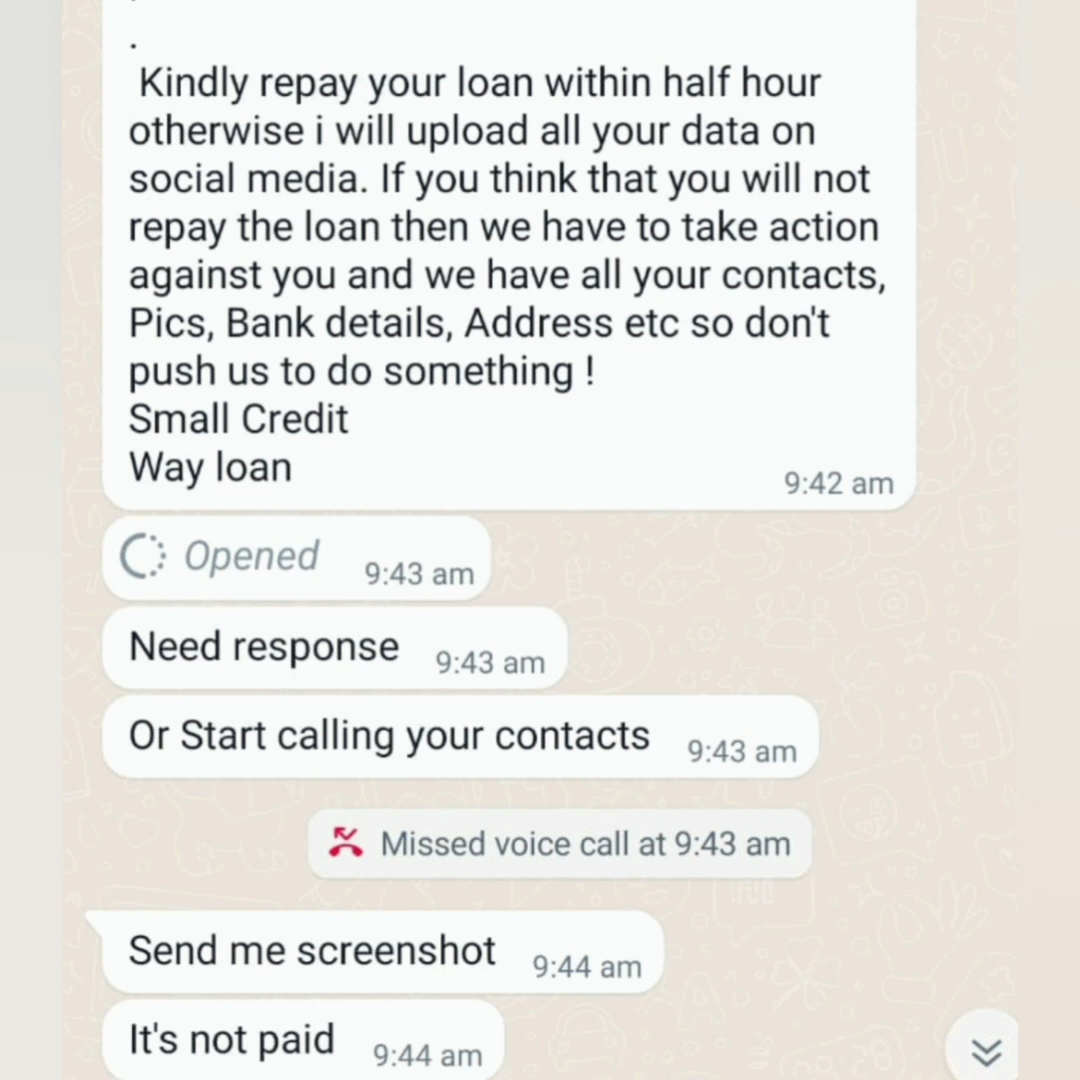 .
Kindly repay your loan within half hour
otherwise i will upload all your data on
social media. If you think that you will not
repay the loan then we have to take action
against you and we have all your contacts,
Pics, Bank details, Address etc so don't
push us to do something !
Small Credit
Way loan
9:42 am
Opened 9:43 am
Need response 9:43 am
Or Start calling your contacts 9:43 am
Missed voice call at 9:43 am
Send me screenshot 9:44 am
It's not paid 9:44 am